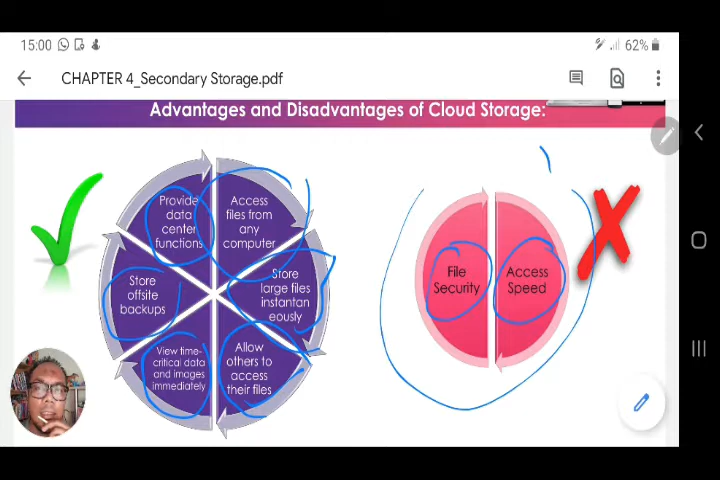 15:00
62%
CHAPTER 4_Secondary Storage.pdf
Advantages and Disadvantages of Cloud Storage:
Provide
data
center
functions
Access
files from
any
computer
Store
large files
instantan
eously
Allow
others to
access
their files
View time-
critical data
and images
immediately
Store
offsite
backups
File
Security
Access
Speed